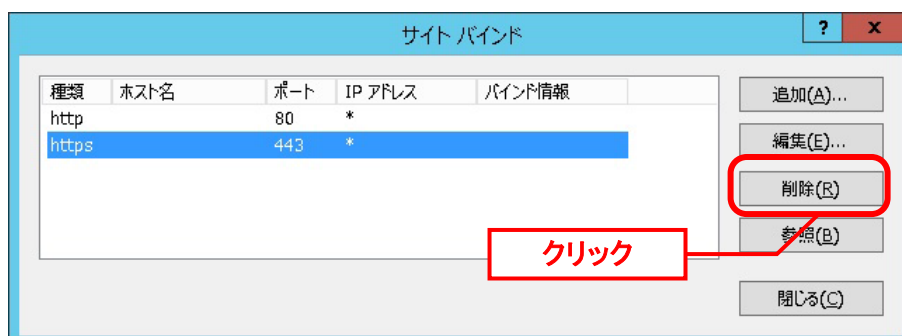 サイト バインド
? x
種類 ホスト名 ポート IP アドレス バインド情報
http 80 *
https 443 *
追加(A)...
編集(E)...
削除(R)
参照(B)
閉じる(C)
クリック